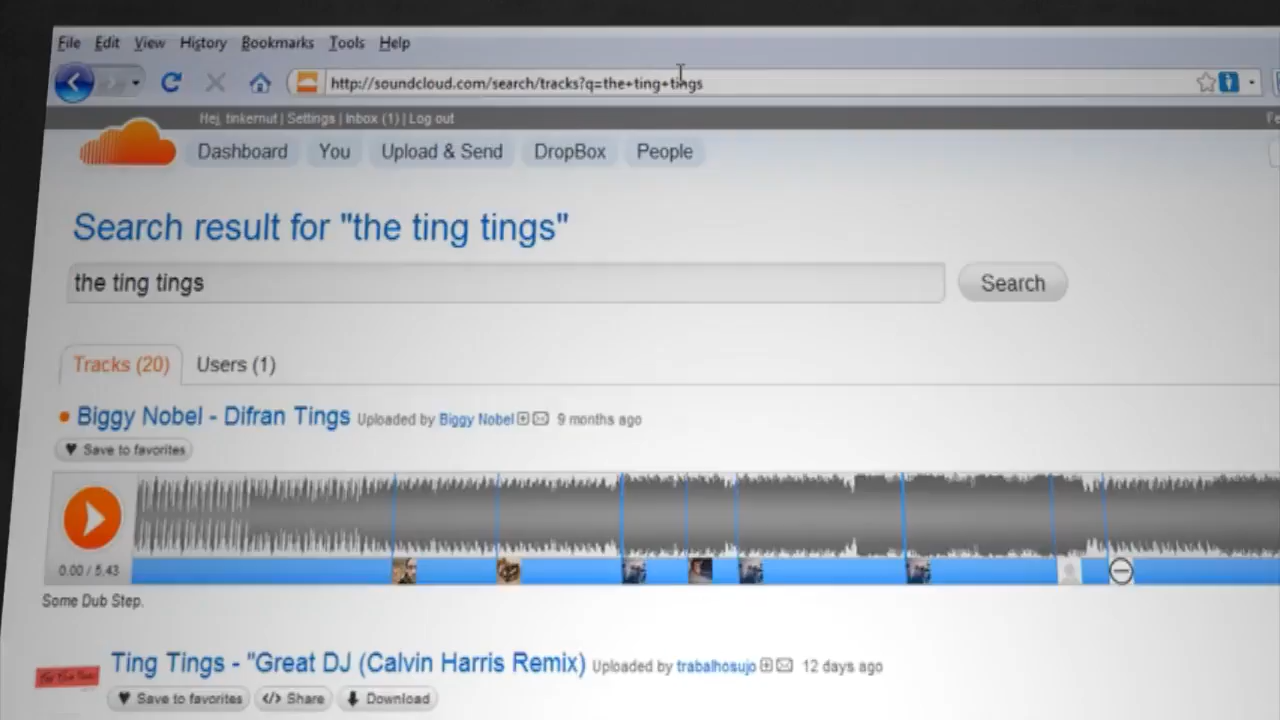 File Edit View History Bookmarks Tools Help
http://soundcloud.com/search/tracks?q=the+ting+tings
Hej, tinkernut | Settings | Inbox (1) | Log out
Dashboard You Upload & Send DropBox People
Search result for "the ting tings"
the ting tings Search
Tracks (20) Users (1)
Biggy Nobel - Difran Tings Uploaded by Biggy Nobel 9 months ago
Save to favorites
0.00 / 5.43
Some Dub Step.
Ting Tings - "Great DJ (Calvin Harris Remix) Uploaded by trabalhosujo 12 days ago
Save to favorites Share Download